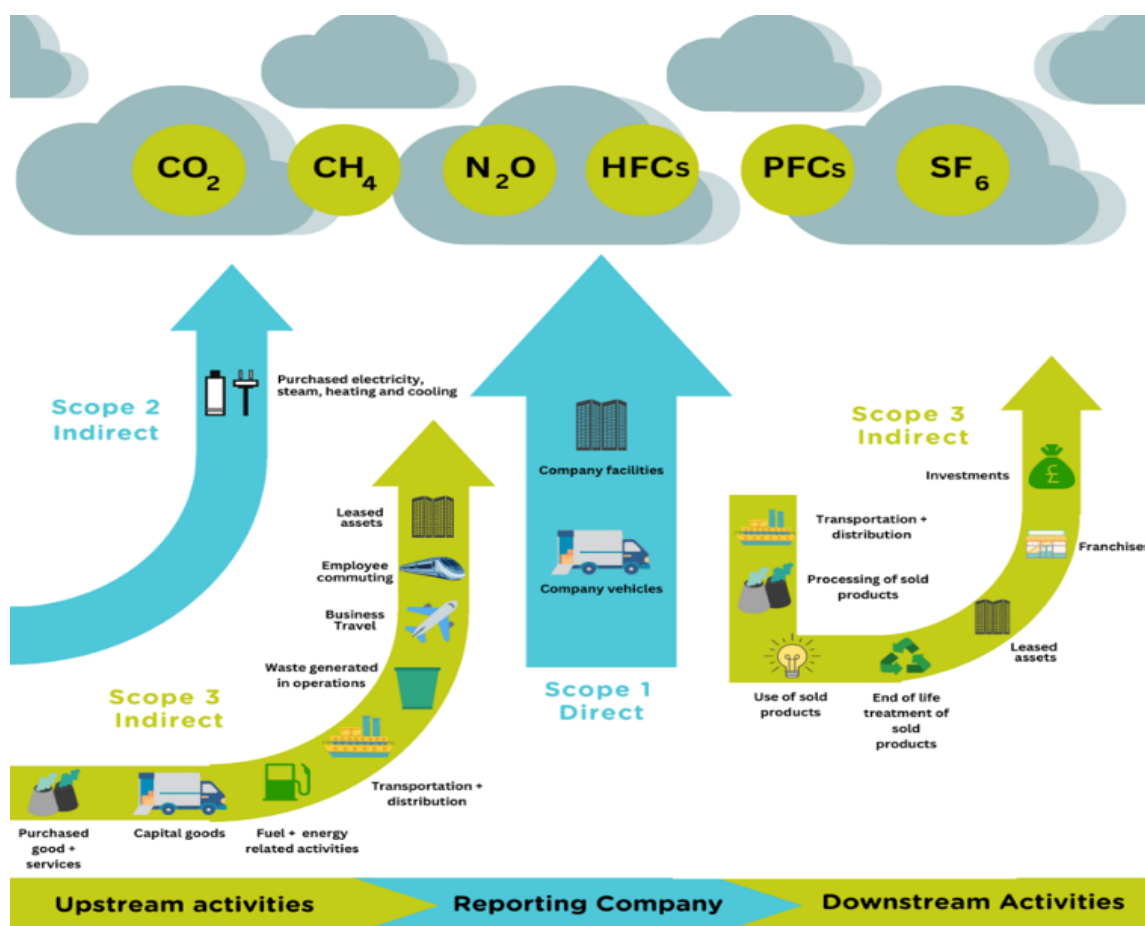 CO2
CH4
N2O
HFCs
PFCs
SF6
Scope 2
Indirect
Purchased electricity,
steam, heating and cooling
Scope 3
Indirect
Purchased
good +
services
Capital goods
Fuel + energy
related activities
Transportation +
distribution
Waste generated
in operations
Business
Travel
Employee
commuting
Leased
assets
Company facilities
Company vehicles
Scope 1
Direct
Scope 3
Indirect
Transportation +
distribution
Processing of sold
products
Use of sold
products
End of life
treatment of
sold
products
Leased
assets
Franchises
Investments
£
Upstream activities
Reporting Company
Downstream Activities